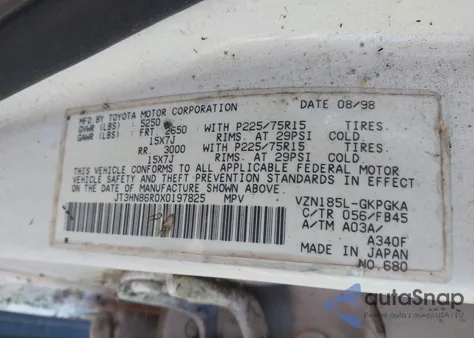 MFD. BY TOYOTA MOTOR CORPORATION DATE 08/98
GVWR (LBS) 5250
GAWR (LBS) FRT. 2650 WITH P225/75R15 TIRES.
15X7J RIMS. AT 29PSI COLD.
RR. 3000 WITH P225/75R15 TIRES.
15X7J RIMS. AT 29PSI COLD.
THIS VEHICLE CONFORMS TO ALL APPLICABLE FEDERAL MOTOR
VEHICLE SAFETY AND THEFT PREVENTION STANDARDS IN EFFECT
ON THE DATE OF MANUFACTURE SHOWN ABOVE.
JT3HN86R0X0197825 MPV VZN185L-GKPGKA
C/TR 056/FB45
A/TM A03A/
A340F
MADE IN JAPAN
NO.680
autoSnap